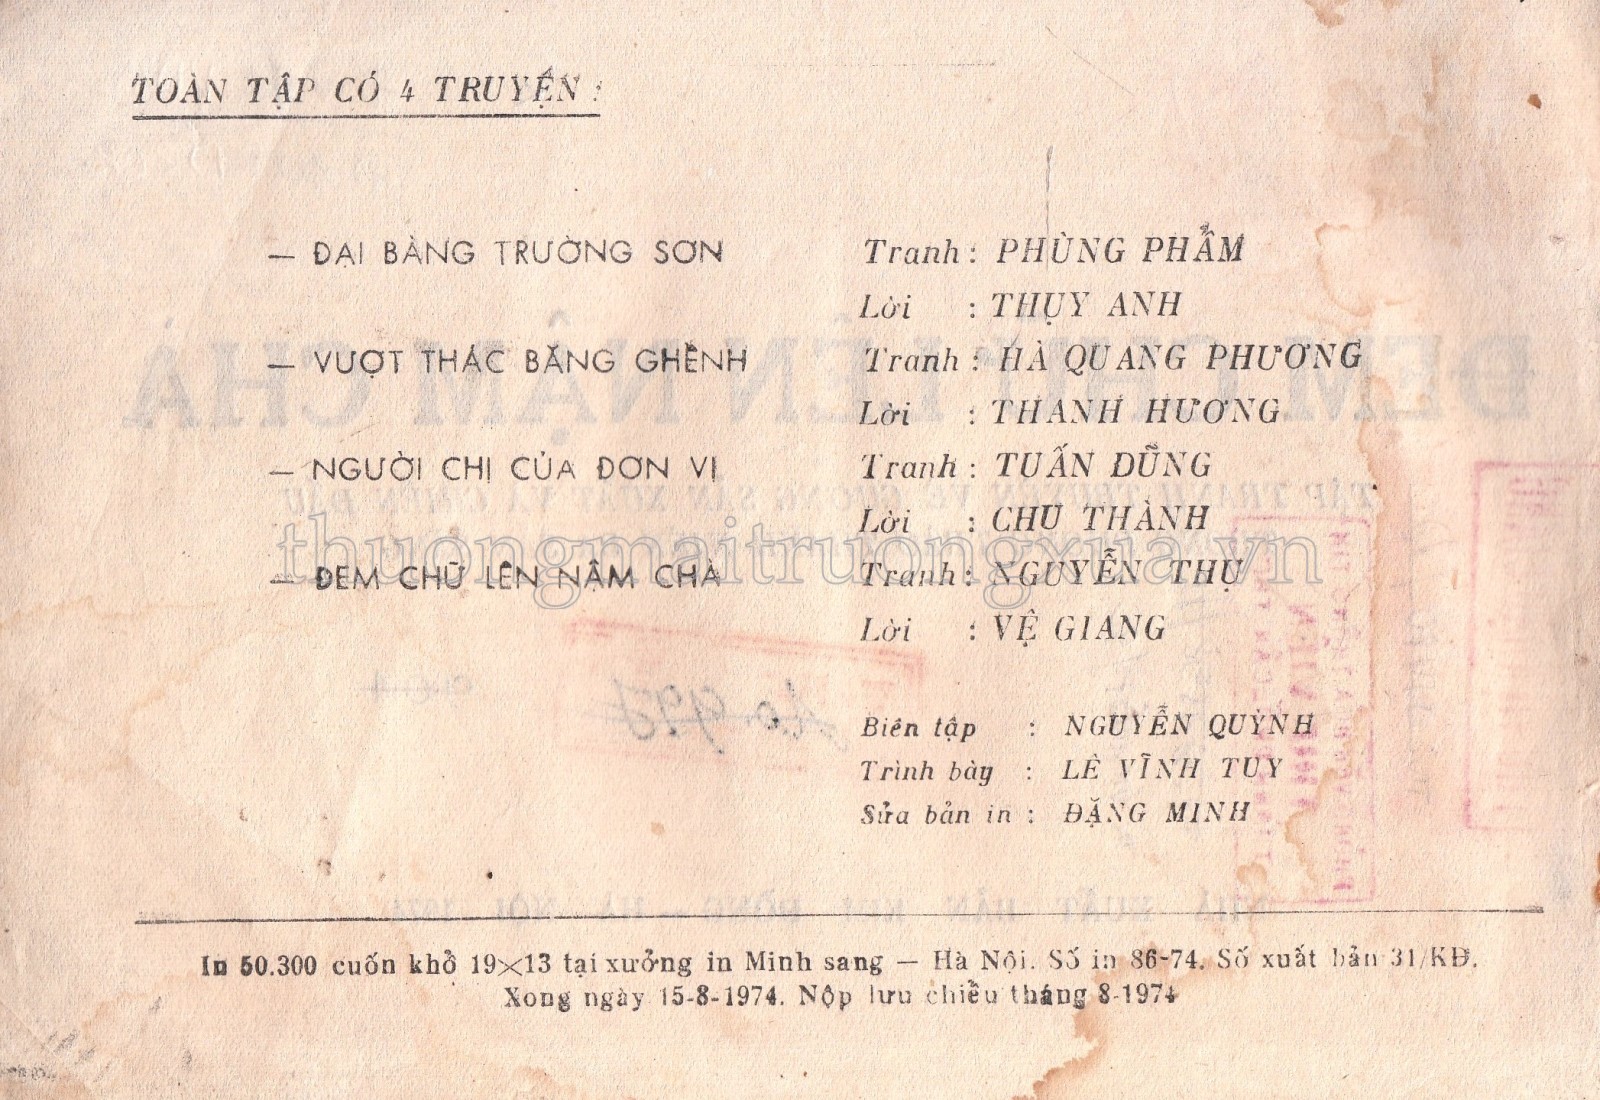 TOÀN TẬP CÓ 4 TRUYỆN :
— ĐẠI BÀNG TRƯỜNG SƠN Tranh : PHÙNG PHẨM
Lời : THỤY ANH
— VƯỢT THÁC BĂNG GHỀNH Tranh : HÀ QUANG PHƯƠNG
Lời : THANH HƯƠNG
— NGƯỜI CHỊ CỦA ĐƠN VỊ Tranh : TUẤN DŨNG
Lời : CHU THÀNH
thuongmaitruongxua.vn
— ĐEM CHỮ LÊN NẬM CHÀ Tranh : NGUYỄN THỤ
Lời : VỆ GIANG
Biên tập : NGUYỄN QUỲNH
Trình bày : LÊ VĨNH TUY
Sửa bản in : ĐẶNG MINH
In 50.300 cuốn khổ 19×13 tại xưởng in Minh sang — Hà Nội. Số in 86-74. Số xuất bản 31/KĐ.
Xong ngày 15-8-1974. Nộp lưu chiểu tháng 8-1974